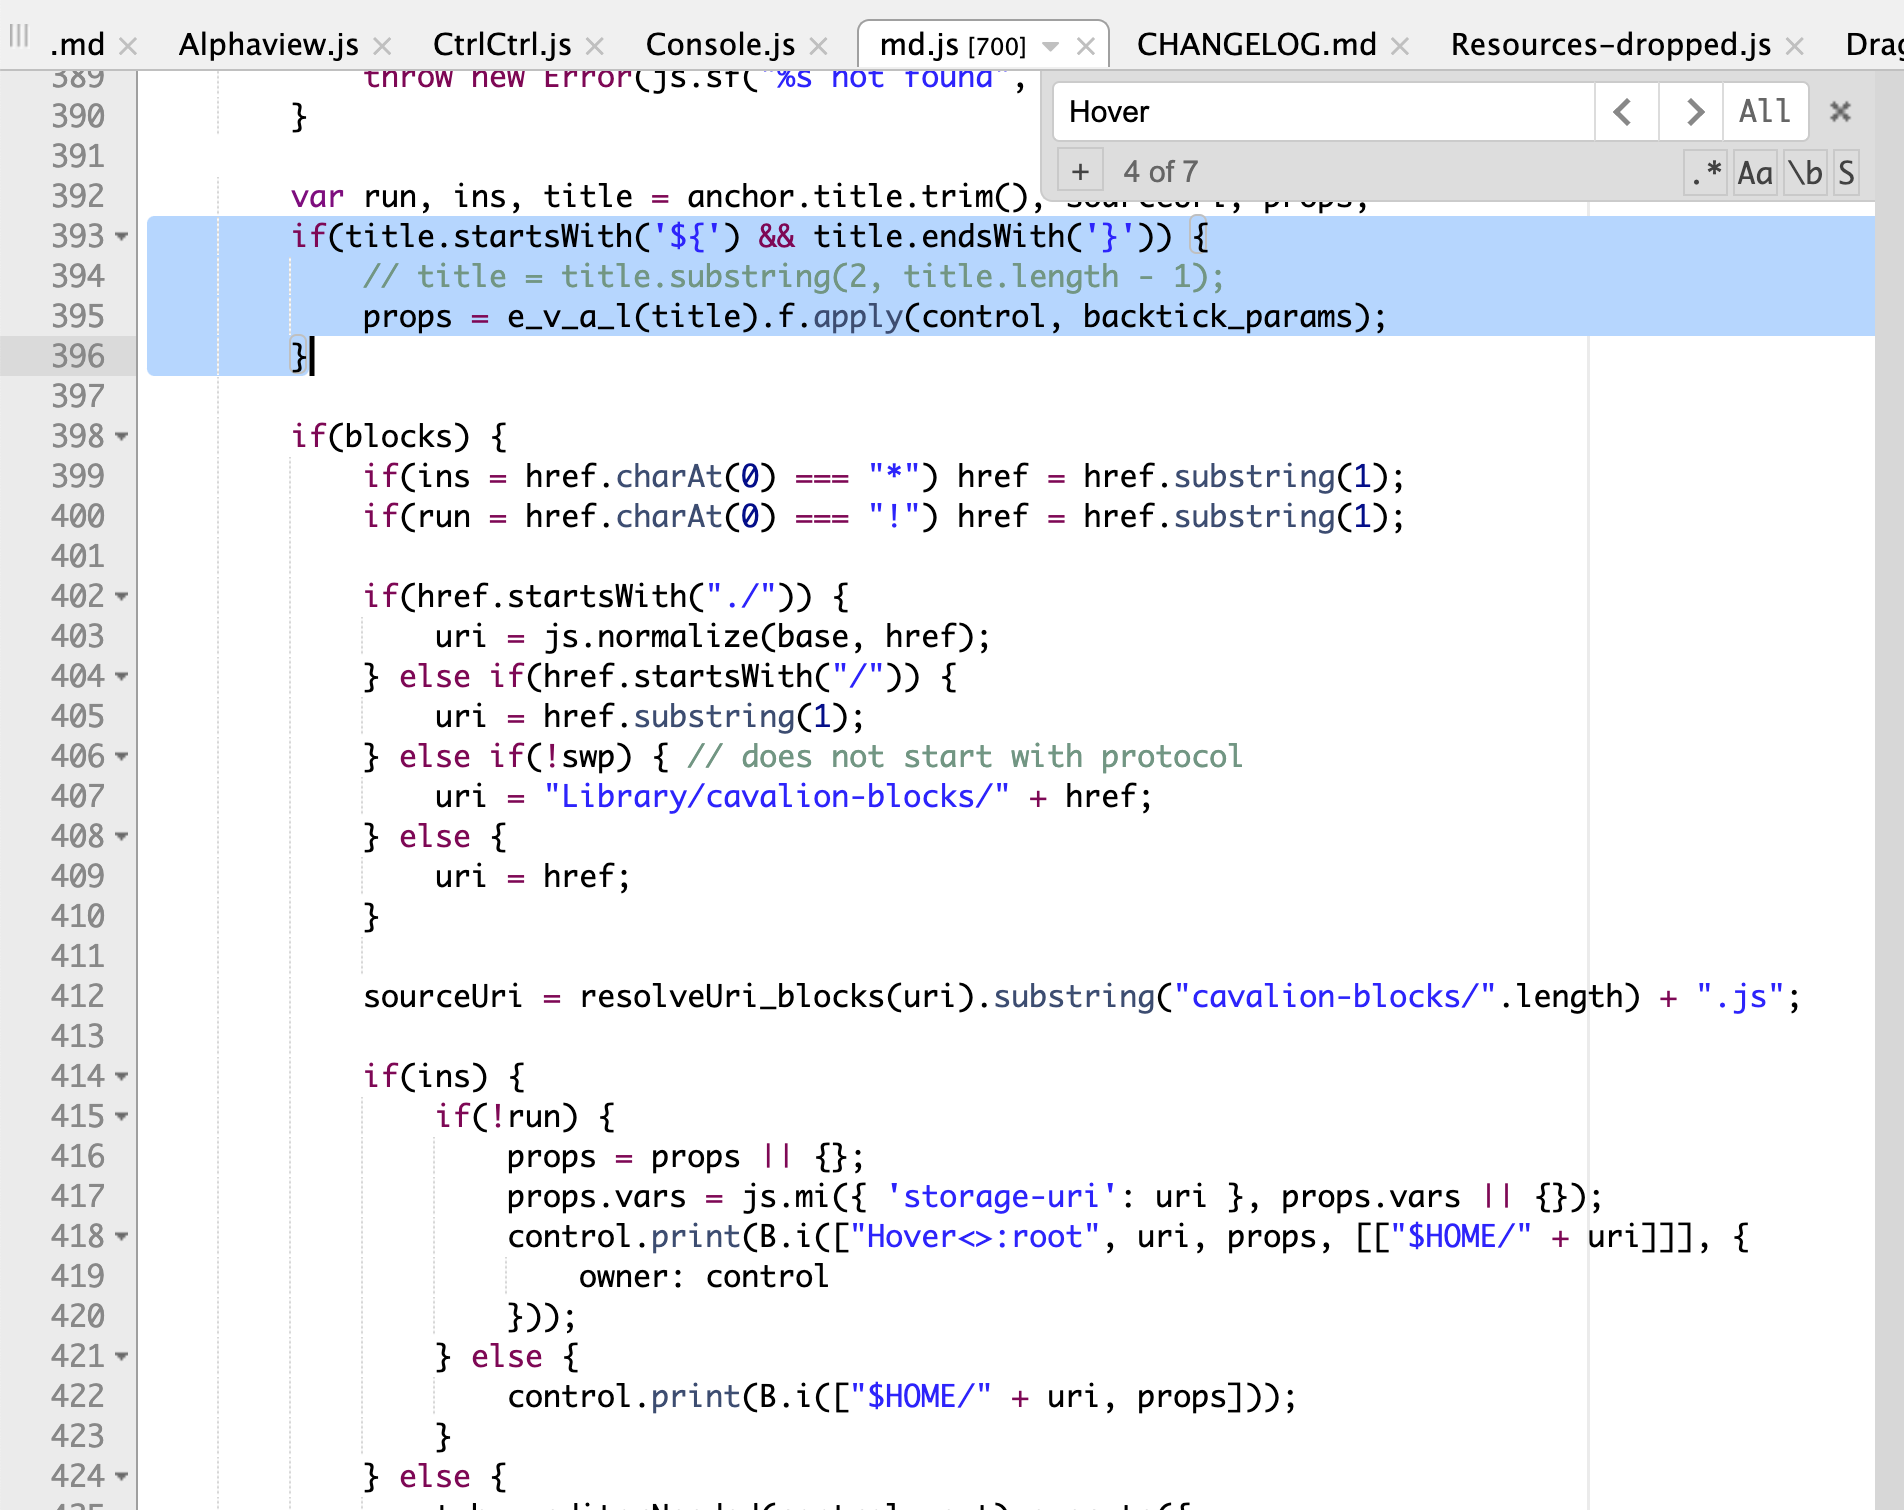 .md × Alphaview.js × CtrlCtrl.js × Console.js × md.js [700] × CHANGELOG.md × Resources-dropped.js × Drag
Hover < > All ×
+ 4 of 7 .* Aa \b S
389 throw new Error(js.sf("%s not found",
390 }
391
392 var run, ins, title = anchor.title.trim(), sourceUri, props;
393 if(title.startsWith('${') && title.endsWith('}')) {
394 // title = title.substring(2, title.length - 1);
395 props = e_v_a_l(title).f.apply(control, backtick_params);
396 }
397
398 if(blocks) {
399 if(ins = href.charAt(0) === "*") href = href.substring(1);
400 if(run = href.charAt(0) === "!") href = href.substring(1);
401
402 if(href.startsWith("./")) {
403 uri = js.normalize(base, href);
404 } else if(href.startsWith("/")) {
405 uri = href.substring(1);
406 } else if(!swp) { // does not start with protocol
407 uri = "Library/cavalion-blocks/" + href;
408 } else {
409 uri = href;
410 }
411
412 sourceUri = resolveUri_blocks(uri).substring("cavalion-blocks/".length) + ".js";
413
414 if(ins) {
415 if(!run) {
416 props = props || {};
417 props.vars = js.mi({ 'storage-uri': uri }, props.vars || {});
418 control.print(B.i(["Hover<>:root", uri, props, [["$HOME/" + uri]]], {
419 owner: control
420 }));
421 } else {
422 control.print(B.i(["$HOME/" + uri, props]));
423 }
424 } else {